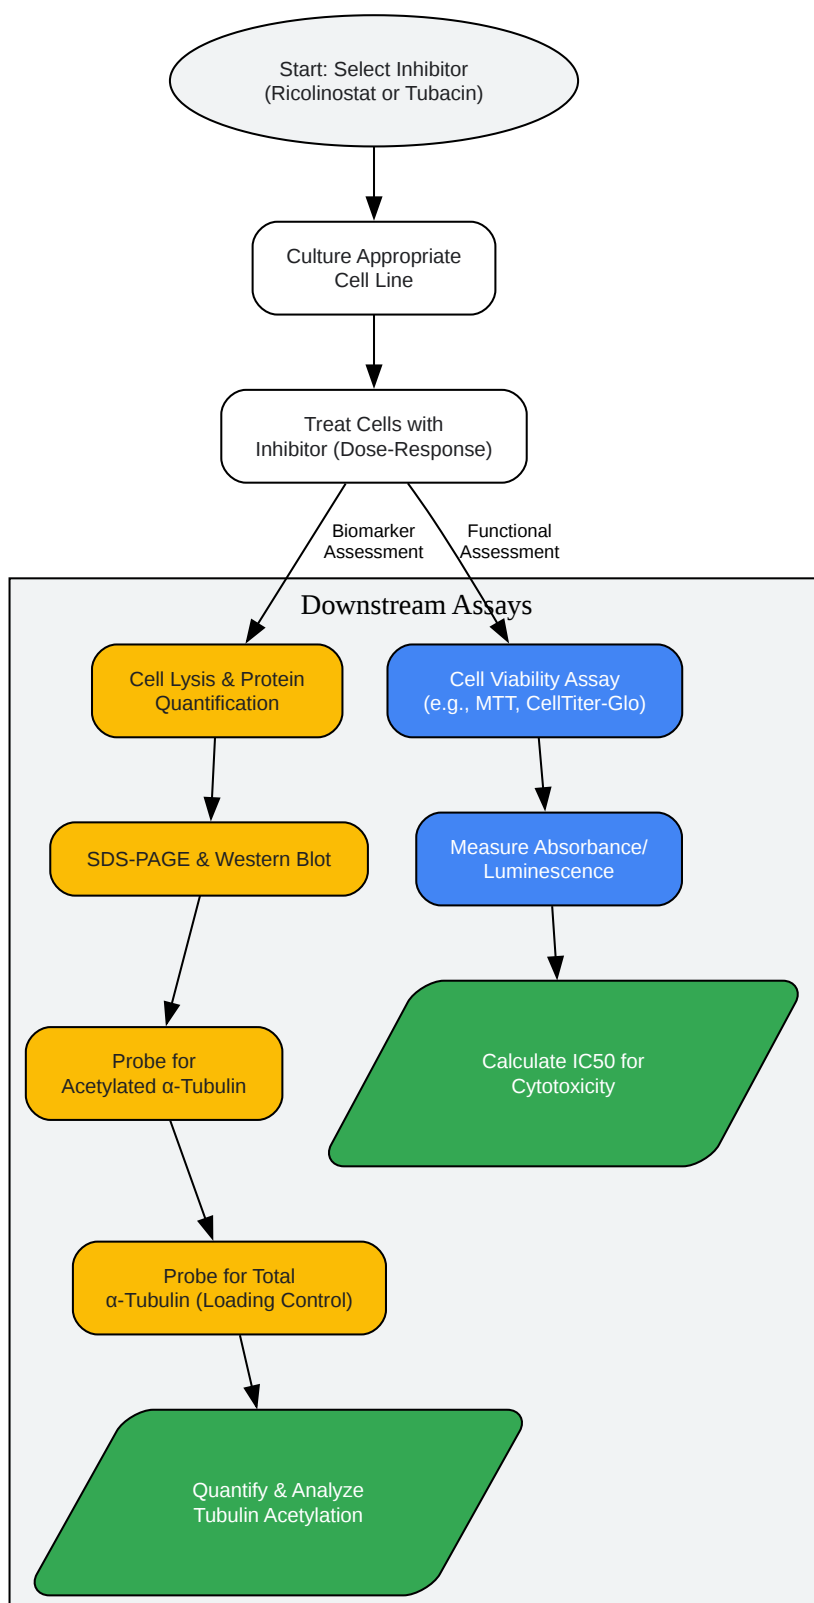 Start: Select Inhibitor
(Ricolinostat or Tubacin)
Culture Appropriate
Cell Line
Treat Cells with
Inhibitor (Dose-Response)
Biomarker
Assessment
Functional
Assessment
Downstream Assays
Cell Lysis & Protein
Quantification
Cell Viability Assay
(e.g., MTT, CellTiter-Glo)
SDS-PAGE & Western Blot
Measure Absorbance/
Luminescence
Probe for
Acetylated α-Tubulin
Calculate IC50 for
Cytotoxicity
Probe for Total
α-Tubulin (Loading Control)
Quantify & Analyze
Tubulin Acetylation